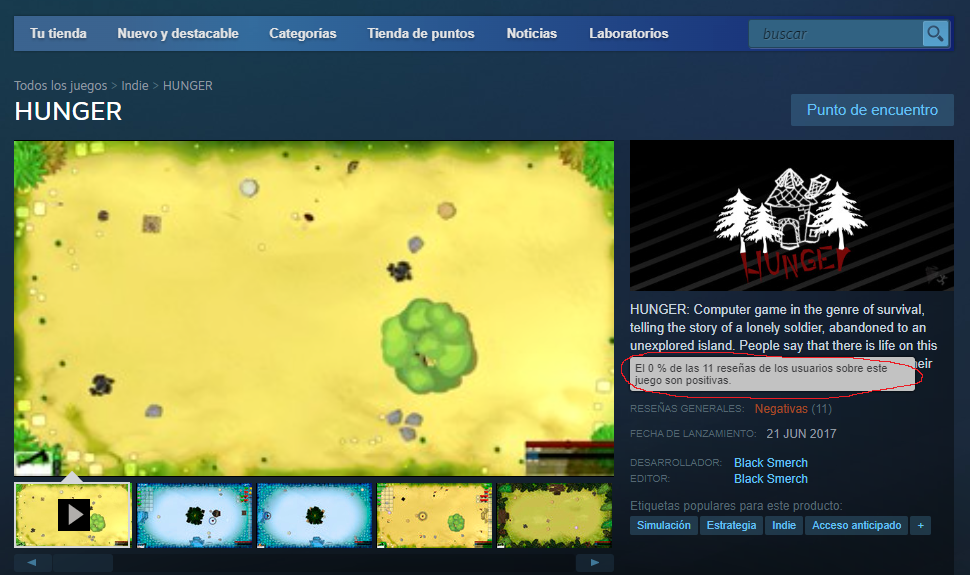 Tu tienda Nuevo y destacable Categorías Tienda de puntos Noticias Laboratorios buscar
Todos los juegos > Indie > HUNGER
HUNGER
Punto de encuentro
HUNGER
HUNGER: Computer game in the genre of survival,
telling the story of a lonely soldier, abandoned to an
unexplored island. People say that there is life on this
El 0 % de las 11 reseñas de los usuarios sobre este
juego son positivas.
RESEÑAS GENERALES: Negativas (11)
FECHA DE LANZAMIENTO: 21 JUN 2017
DESARROLLADOR: Black Smerch
EDITOR: Black Smerch
Etiquetas populares para este producto:
Simulación Estrategia Indie Acceso anticipado +